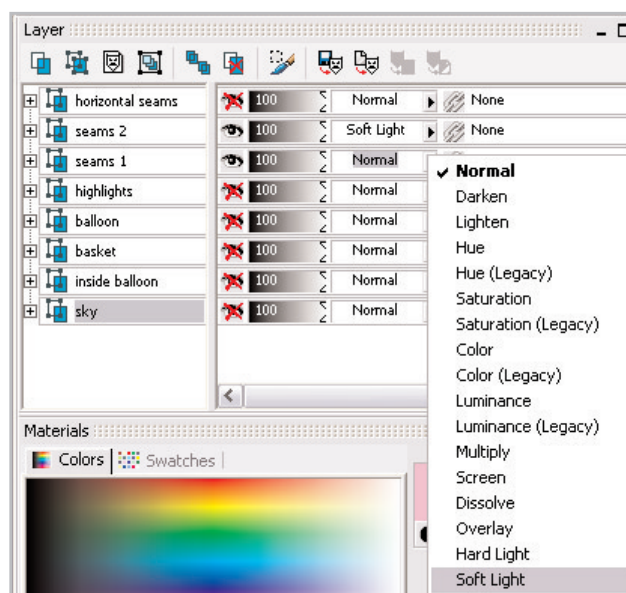 Layer
horizontal seams 100 Normal None
seams 2 100 Soft Light None
seams 1 100 Normal
highlights 100 Normal
balloon 100 Normal
basket 100 Normal
inside balloon 100 Normal
sky 100 Normal
Normal
Darken
Lighten
Hue
Hue (Legacy)
Saturation
Saturation (Legacy)
Color
Color (Legacy)
Luminance
Luminance (Legacy)
Multiply
Screen
Dissolve
Overlay
Hard Light
Soft Light
Materials
Colors Swatches